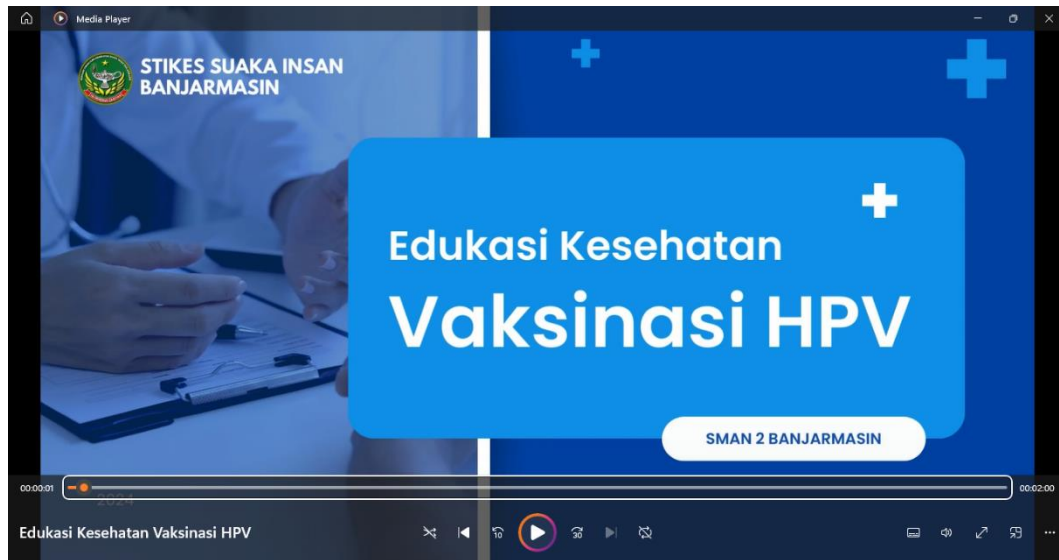 Media Player
STIKES SUAKA INSAN
BANJARMASIN
Edukasi Kesehatan
Vaksinasi HPV
SMAN 2 BANJARMASIN
00:00:01
00:02:00
2024
Edukasi Kesehatan Vaksinasi HPV
10
30